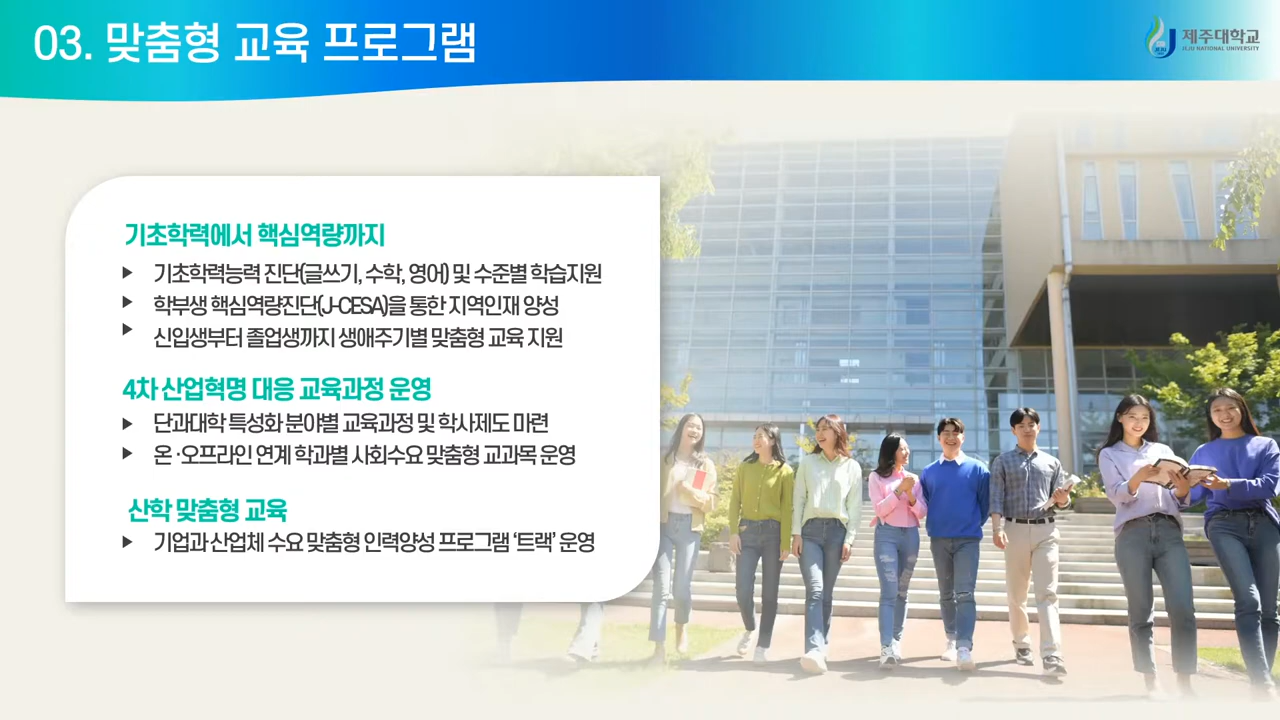 03. 맞춤형 교육 프로그램
제주대학교
JEJU NATIONAL UNIVERSITY
기초학력에서 핵심역량까지
기초학력능력 진단(글쓰기, 수학, 영어) 및 수준별 학습지원
학부생 핵심역량진단(J-CESA)을 통한 지역인재 양성
신입생부터 졸업생까지 생애주기별 맞춤형 교육 지원
4차 산업혁명 대응 교육과정 운영
단과대학 특성화 분야별 교육과정 및 학사제도 마련
온·오프라인 연계 학과별 사회수요 맞춤형 교과목 운영
산학 맞춤형 교육
기업과 산업체 수요 맞춤형 인력양성 프로그램 ‘트랙’ 운영